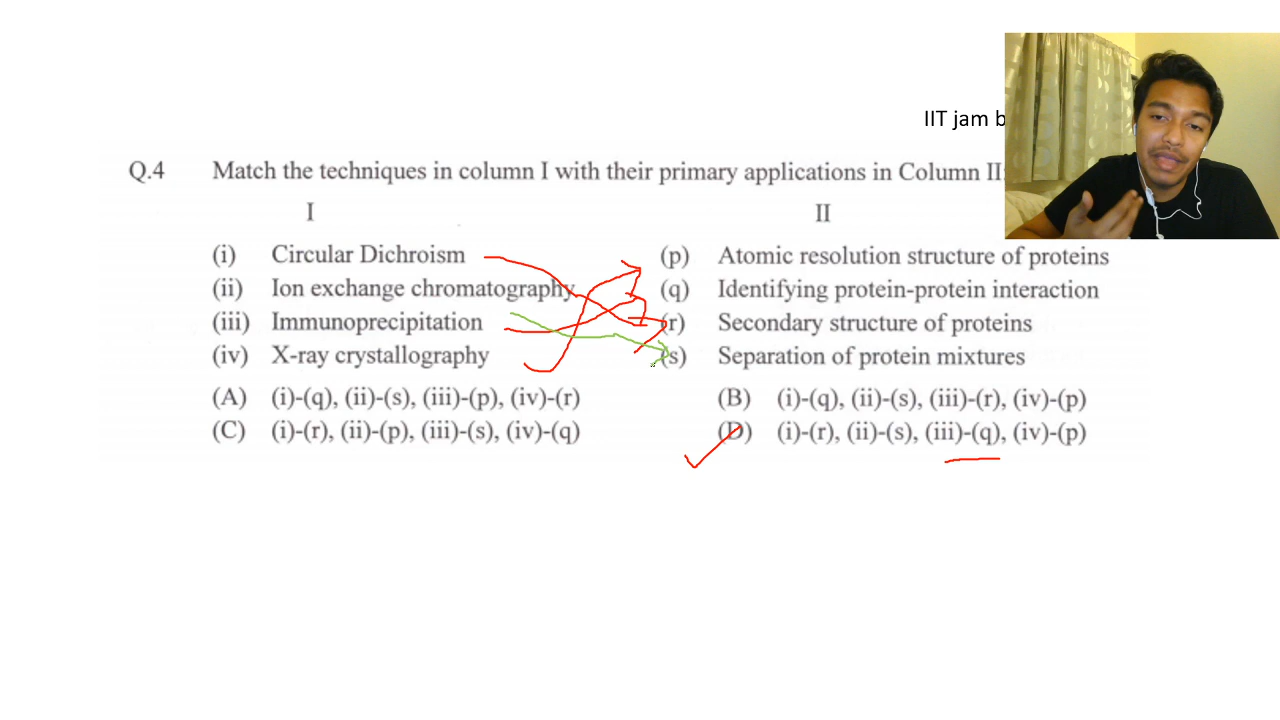 IIT jam
Q.4 Match the techniques in column I with their primary applications in Column II:
I II
(i) Circular Dichroism (p) Atomic resolution structure of proteins
(ii) Ion exchange chromatography (q) Identifying protein-protein interaction
(iii) Immunoprecipitation (r) Secondary structure of proteins
(iv) X-ray crystallography (s) Separation of protein mixtures
(A) (i)-(q), (ii)-(s), (iii)-(p), (iv)-(r) (B) (i)-(q), (ii)-(s), (iii)-(r), (iv)-(p)
(C) (i)-(r), (ii)-(p), (iii)-(s), (iv)-(q) (D) (i)-(r), (ii)-(s), (iii)-(q), (iv)-(p)